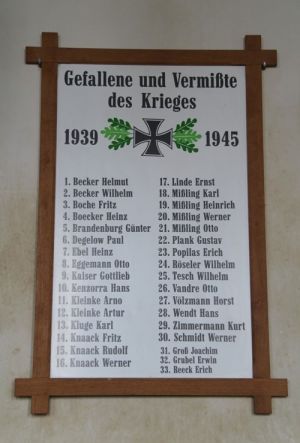 Gefallene und Vermißte
des Krieges
1939 1945
1. Becker Helmut
2. Becker Wilhelm
3. Boche Fritz
4. Boecker Heinz
5. Brandenburg Günter
6. Degelow Paul
7. Ebel Heinz
8. Eggemann Otto
9. Kaiser Gottlieb
10. Kenzorra Hans
11. Kleinke Arno
12. Kleinke Artur
13. Kluge Karl
14. Knaack Fritz
15. Knaack Rudolf
16. Knaack Werner
17. Linde Ernst
18. Mißling Karl
19. Mißling Heinrich
20. Mißling Werner
21. Mißling Otto
22. Plank Gustav
23. Popilas Erich
24. Röseler Wilhelm
25. Tesch Wilhelm
26. Vandre Otto
27. Völzmann Horst
28. Wendt Hans
29. Zimmermann Kurt
30. Schmidt Werner
31. Groß Joachim
32. Grubel Erwin
33. Reeck Erich